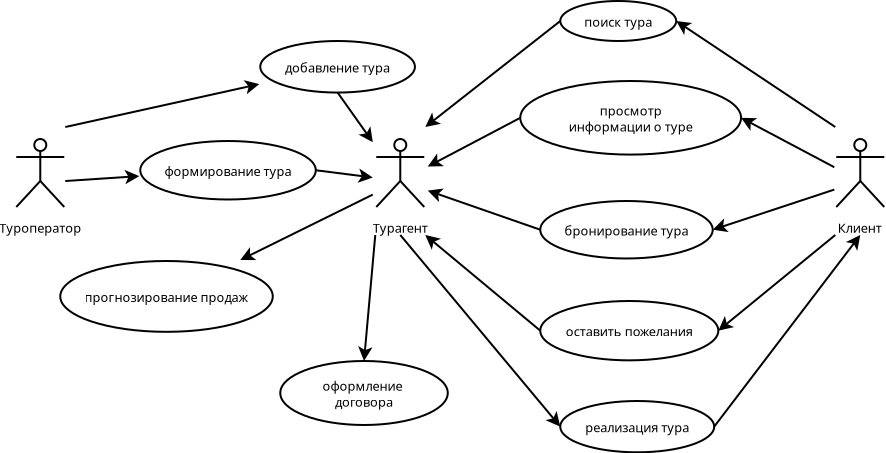 поиск тура
добавление тура
просмотр
информации о туре
формирование тура
Туроператор
Турагент
Клиент
бронирование тура
прогнозирование продаж
оставить пожелания
оформление
договора
реализация тура